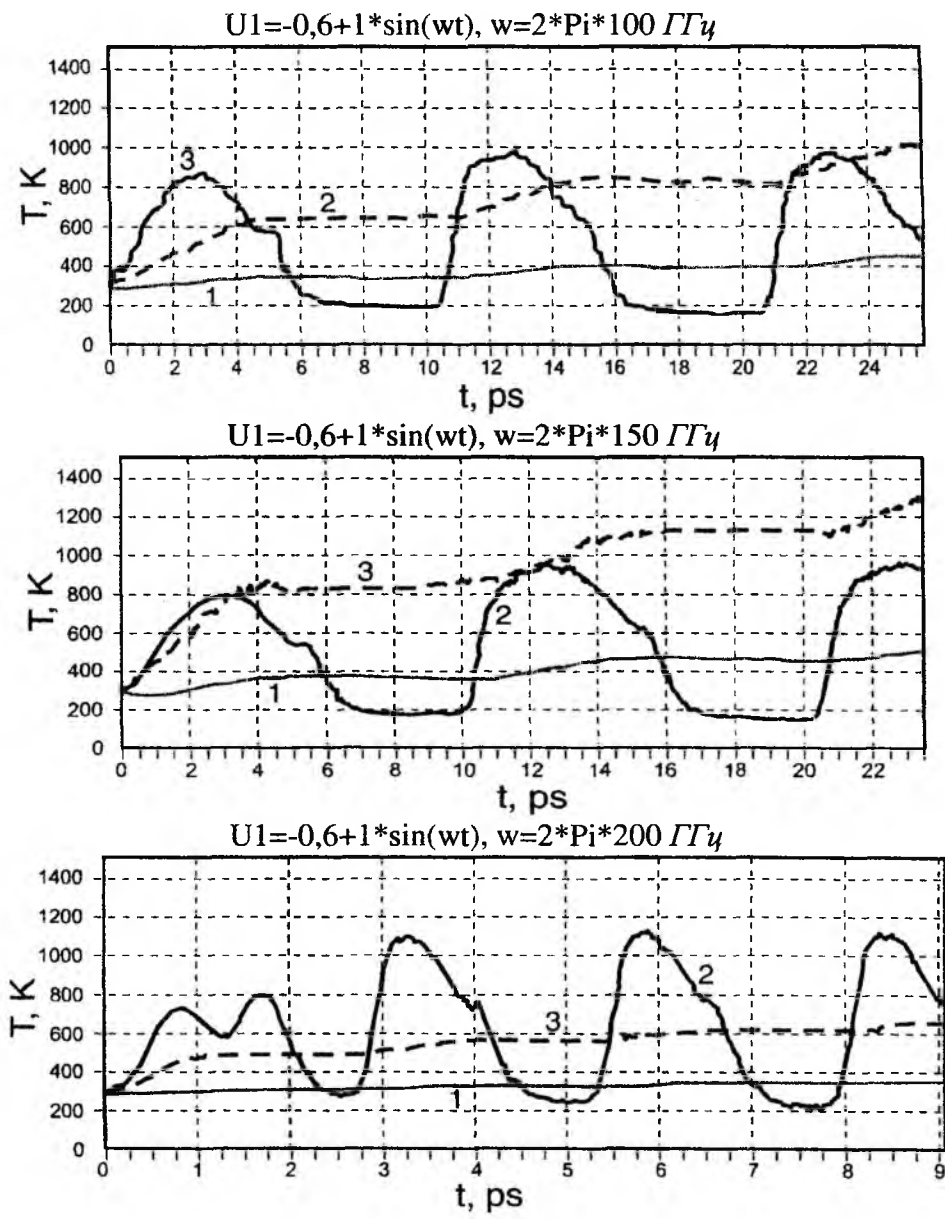 U1=-0,6+1*sin(wt), w=2*Pi*100 ГГц
1400
1200
1000
800
600
400
200
0
T, K
3
2
1
0 2 4 6 8 10 12 14 16 18 20 22 24
t, ps
U1=-0,6+1*sin(wt), w=2*Pi*150 ГГц
1400
1200
1000
800
600
400
200
0
T, K
3
2
1
0 2 4 6 8 10 12 14 16 18 20 22
t, ps
U1=-0,6+1*sin(wt), w=2*Pi*200 ГГц
1400
1200
1000
800
600
400
200
0
T, K
2
3
1
0 1 2 3 4 5 6 7 8 9
t, ps